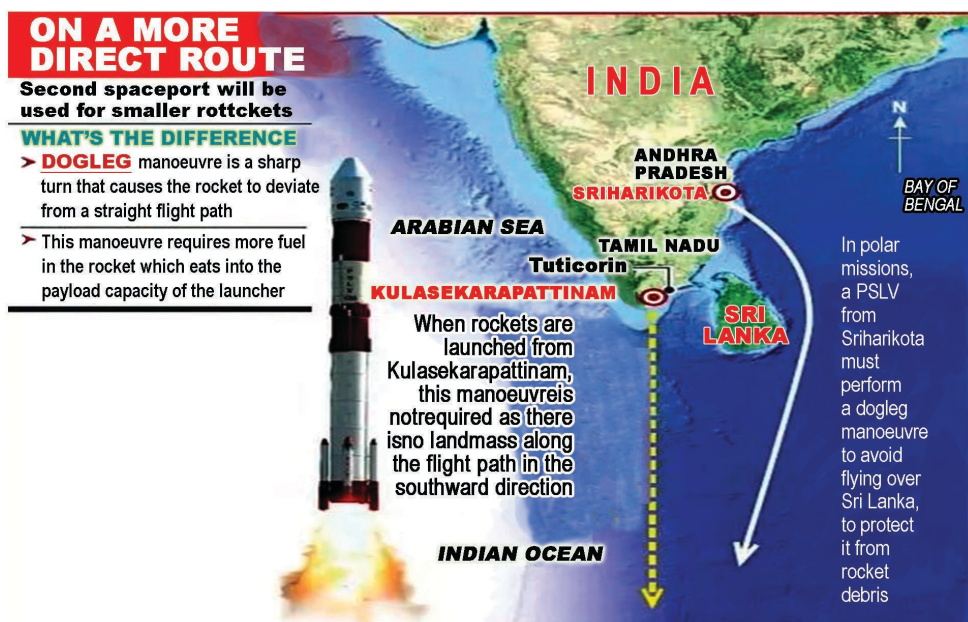 ON A MORE
DIRECT ROUTE
Second spaceport will be
used for smaller rottckets
WHAT'S THE DIFFERENCE
DOGLEG manoeuvre is a sharp
turn that causes the rocket to deviate
from a straight flight path
This manoeuvre requires more fuel
in the rocket which eats into the
payload capacity of the launcher
INDIA
N
ANDHRA
PRADESH
SRIHARIKOTA
BAY OF
BENGAL
ARABIAN SEA
TAMIL NADU
Tuticorin
KULASEKARAPATTINAM
SRI
LANKA
When rockets are
launched from
Kulasekarapattinam,
this manoeuvreis
notrequired as there
isno landmass along
the flight path in the
southward direction
INDIAN OCEAN
In polar
missions,
a PSLV
from
Sriharikota
must
perform
a dogleg
manoeuvre
to avoid
flying over
Sri Lanka,
to protect
it from
rocket
debris